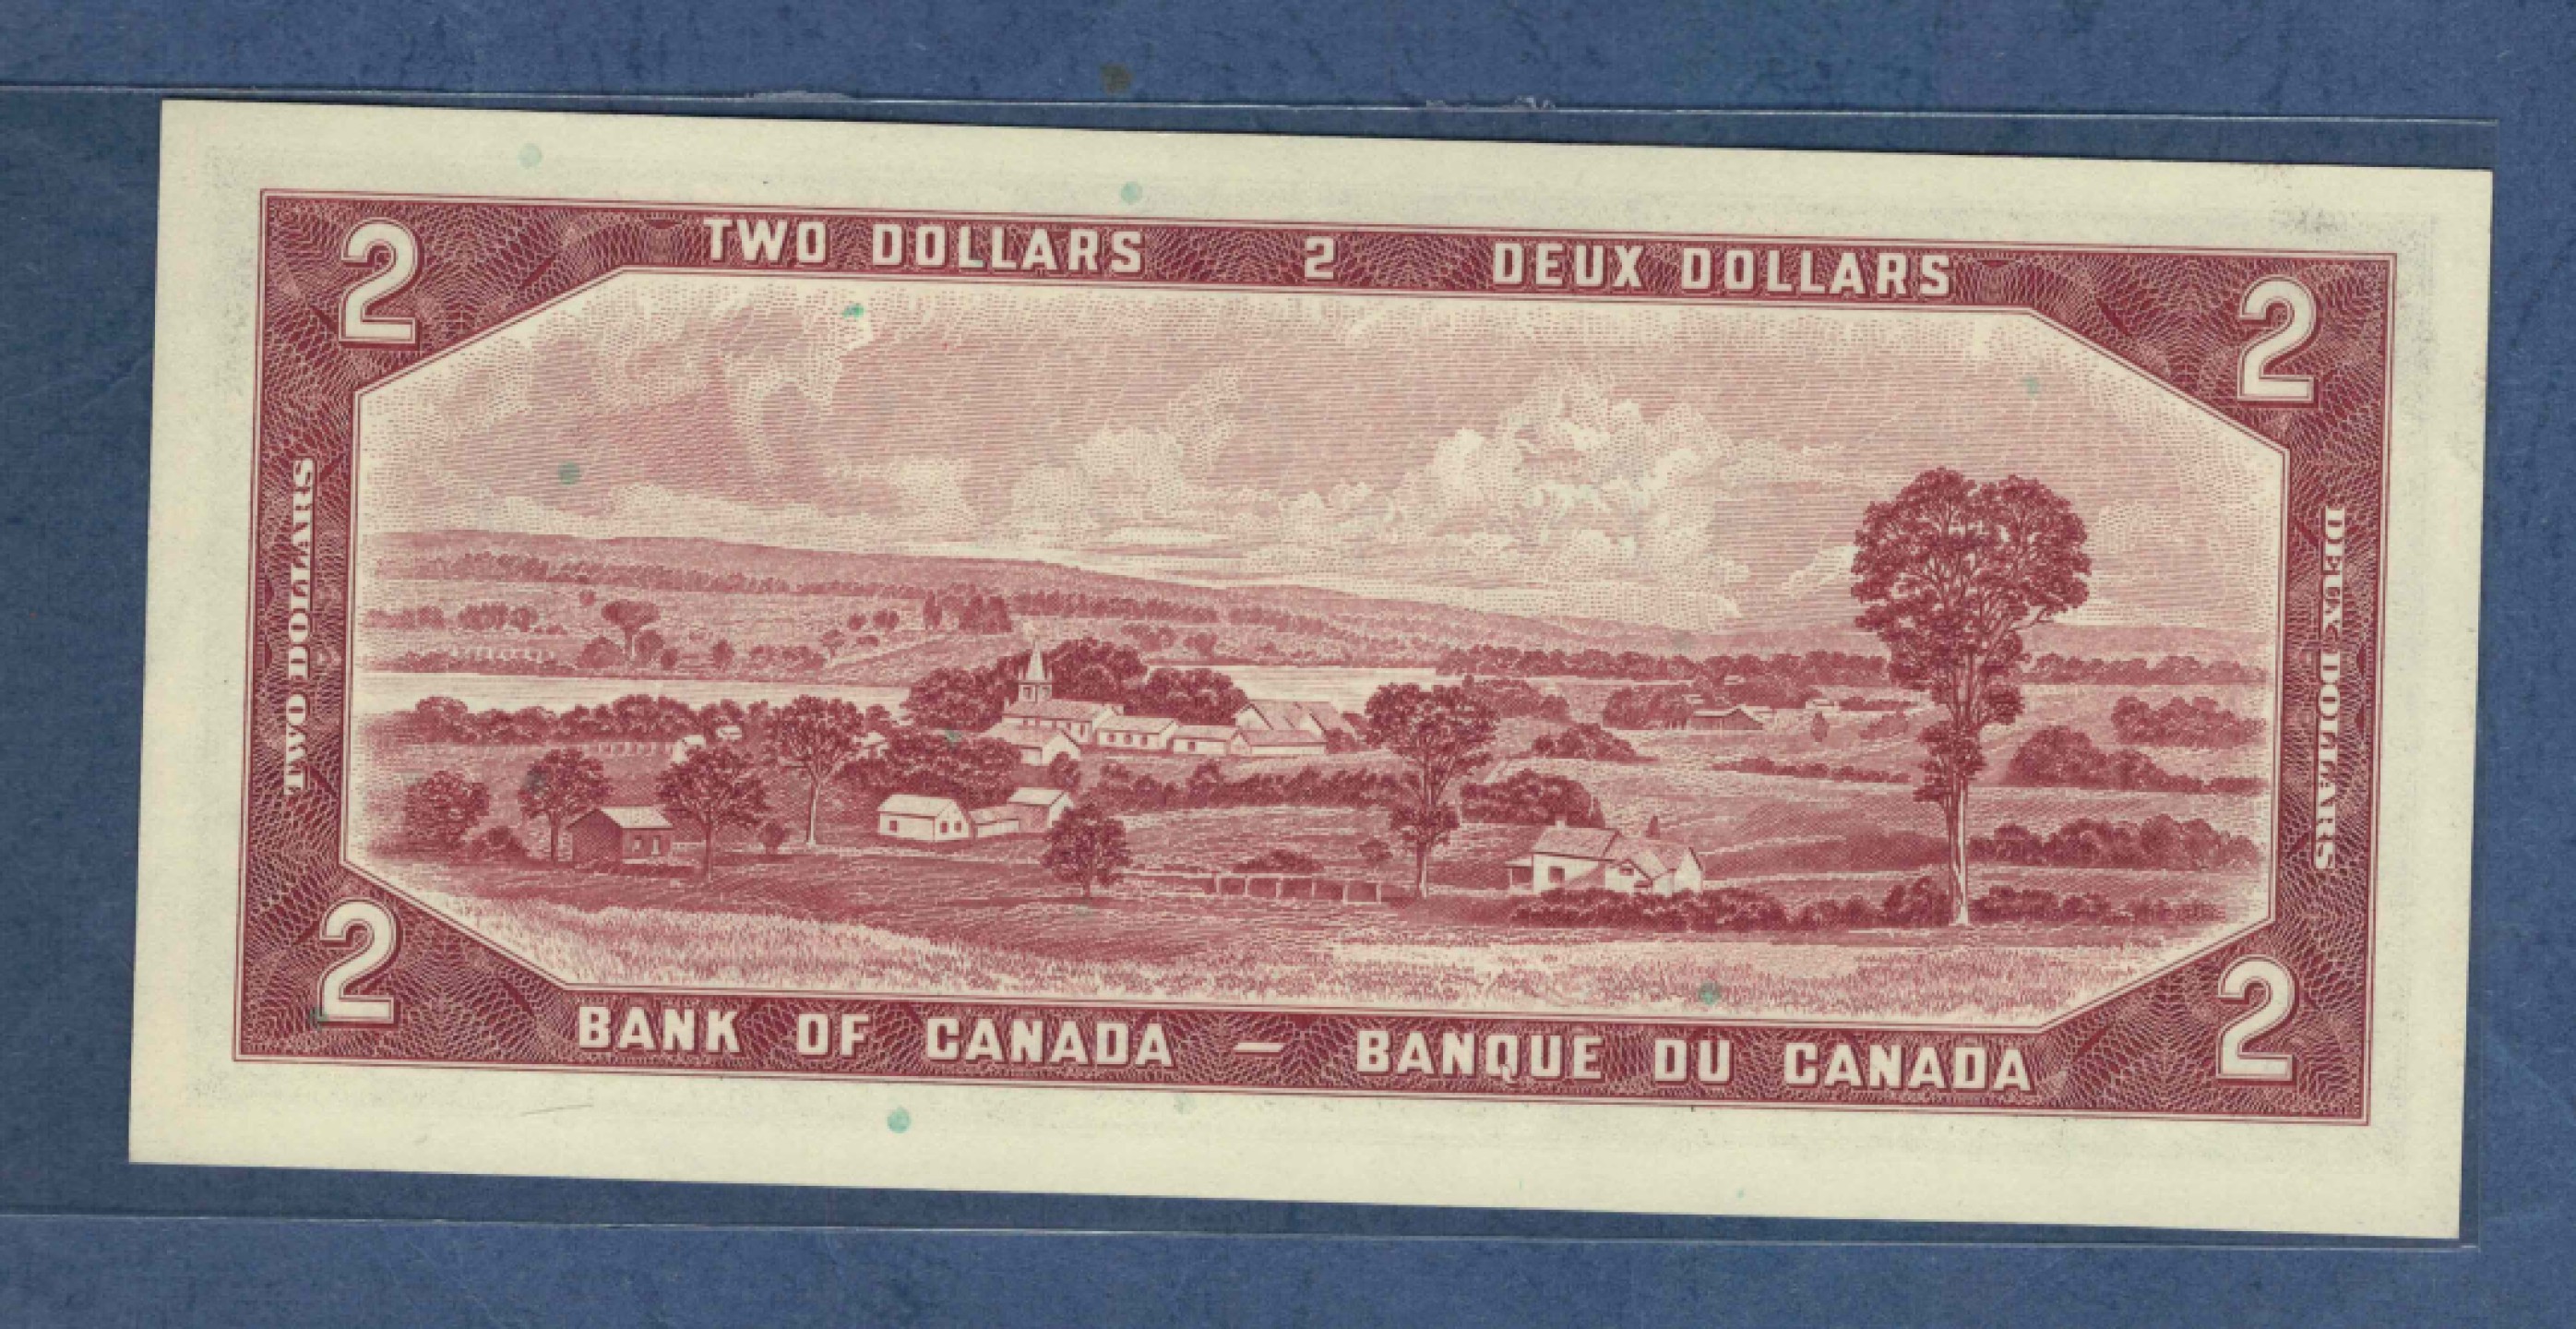 2 TWO DOLLARS 2 DEUX DOLLARS 2
TWO DOLLARS
DEUX DOLLARS
2 BANK OF CANADA – BANQUE DU CANADA 2